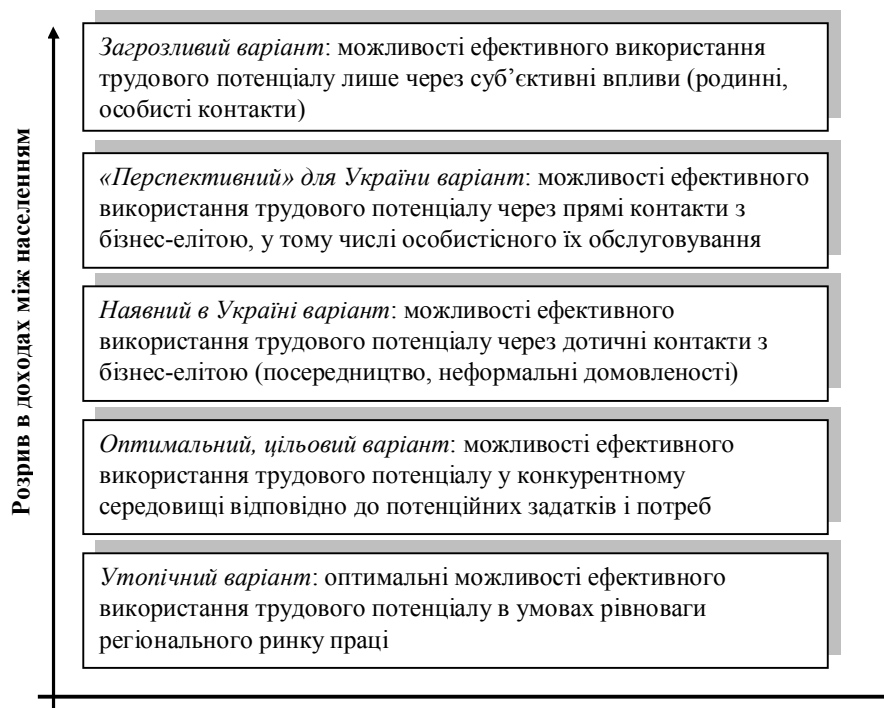 Розрив в доходах між населенням
Загрозливий варіант: можливості ефективного використання
трудового потенціалу лише через суб’єктивні впливи (родинні,
особисті контакти)
«Перспективний» для України варіант: можливості ефективного
використання трудового потенціалу через прямі контакти з
бізнес-елітою, у тому числі особистісного їх обслуговування
Наявний в Україні варіант: можливості ефективного
використання трудового потенціалу через дотичні контакти з
бізнес-елітою (посередництво, неформальні домовленості)
Оптимальний, цільовий варіант: можливості ефективного
використання трудового потенціалу у конкурентному
середовищі відповідно до потенційних задатків і потреб
Утопічний варіант: оптимальні можливості ефективного
використання трудового потенціалу в умовах рівноваги
регіонального ринку праці